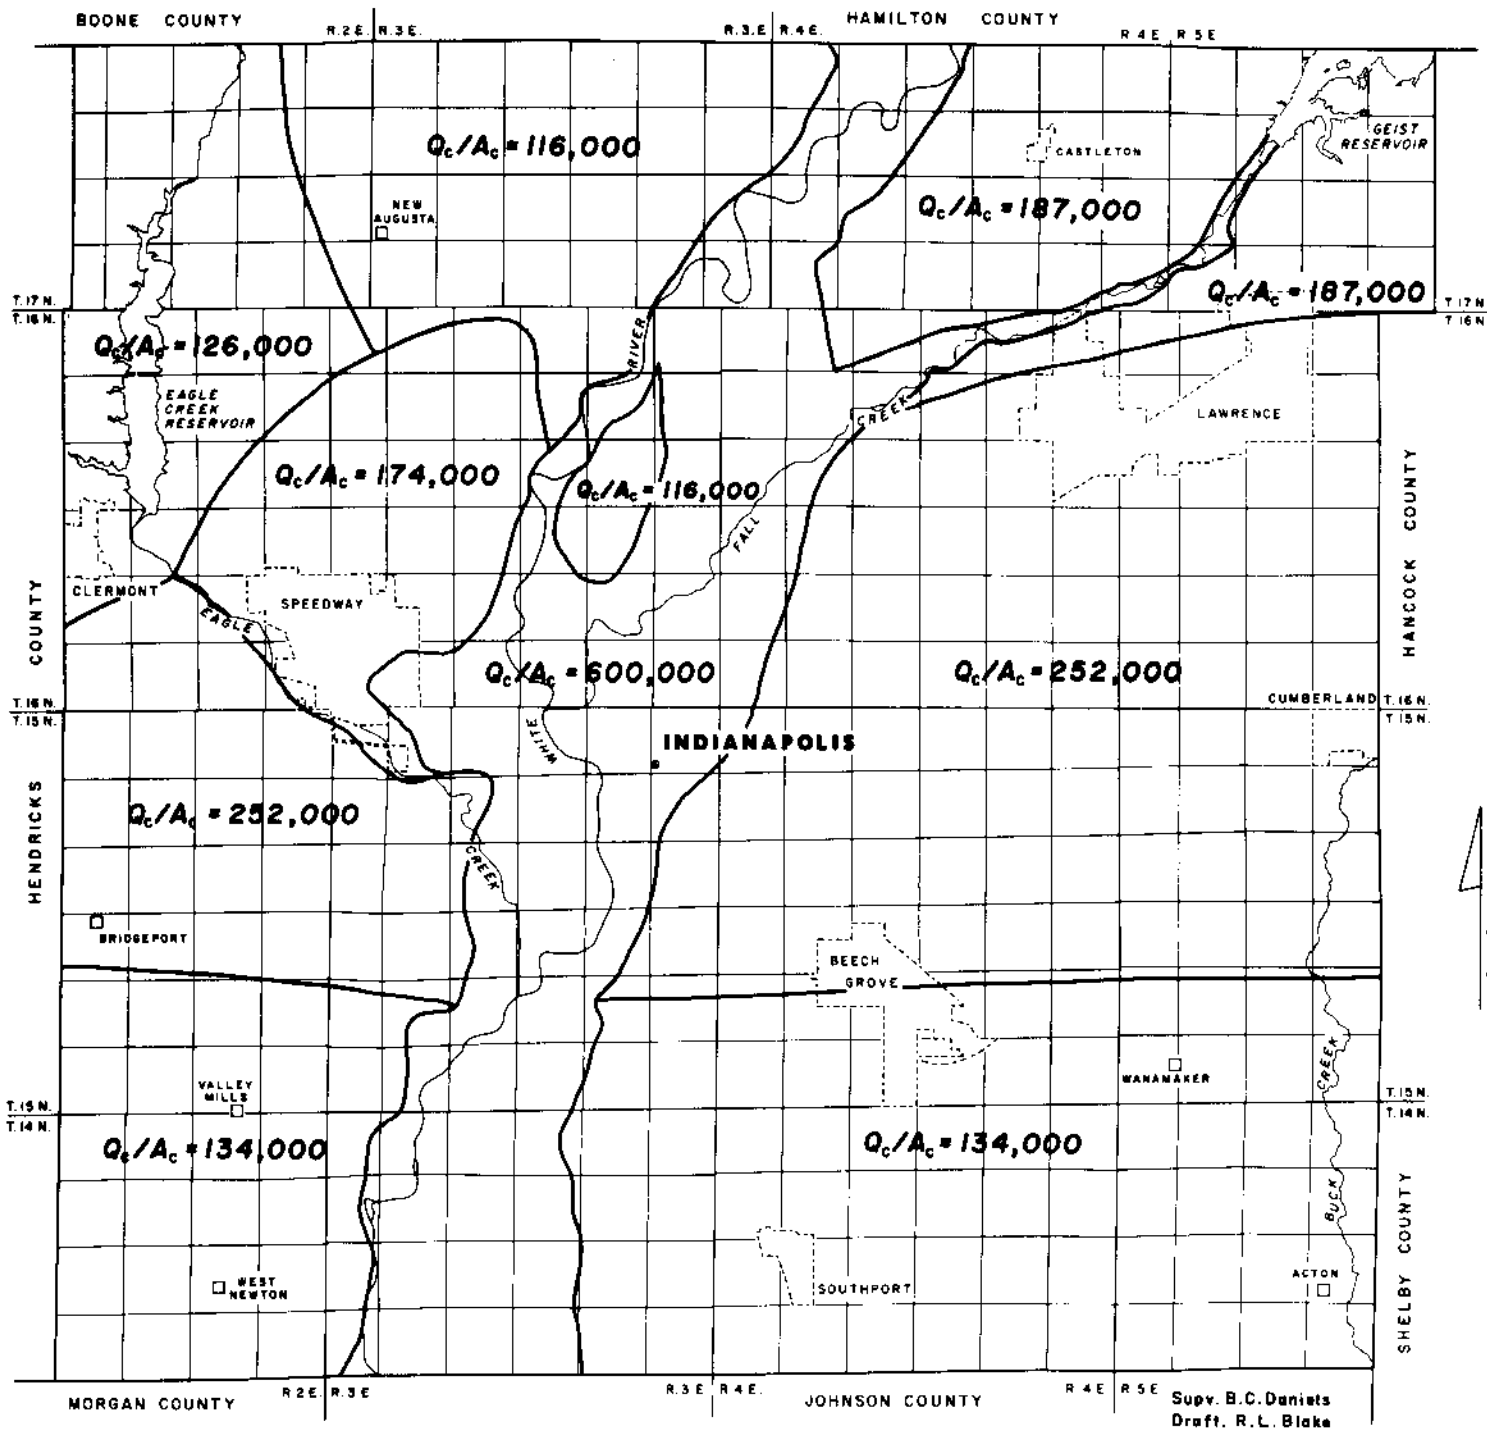 BOONE COUNTY
HAMILTON COUNTY
R.2E. R.3E.
R.3.E R.4E.
R 4 E R 5 E
GEIST
RESERVOIR
CASTLETON
Qc/Ac = 116,000
NEW
AUGUSTA
Qc/Ac = 187,000
Qc/Ac = 187,000
T.17 N.
T.16 N.
T 17 N
T 16 N
Qc/Ac = 126,000
RIVER
EAGLE
CREEK
RESERVOIR
CREEK
LAWRENCE
Qc/Ac = 174,000
Qc/Ac = 116,000
FALL
HANCOCK COUNTY
CLERMONT
SPEEDWAY
EAGLE
HENDRICKS COUNTY
Qc/Ac = 600,000
Qc/Ac = 252,000
T.16 N.
T.15 N.
CUMBERLAND
T.16 N.
T 15 N.
WHITE
INDIANAPOLIS
Qc/Ac = 252,000
CREEK
BRIDGEPORT
BEECH
GROVE
CREEK
WANAMAKER
VALLEY
MILLS
T.15 N.
T.14 N.
T.15 N.
T.14 N.
Qc/Ac = 134,000
Qc/Ac = 134,000
BUCK
SHELBY COUNTY
WEST
NEWTON
SOUTHPORT
ACTON
MORGAN COUNTY
R 2 E. R.3 E
R.3 E R 4 E.
JOHNSON COUNTY
R 4 E R 5 E
Supv. B.C. Daniels
Draft. R.L. Blake